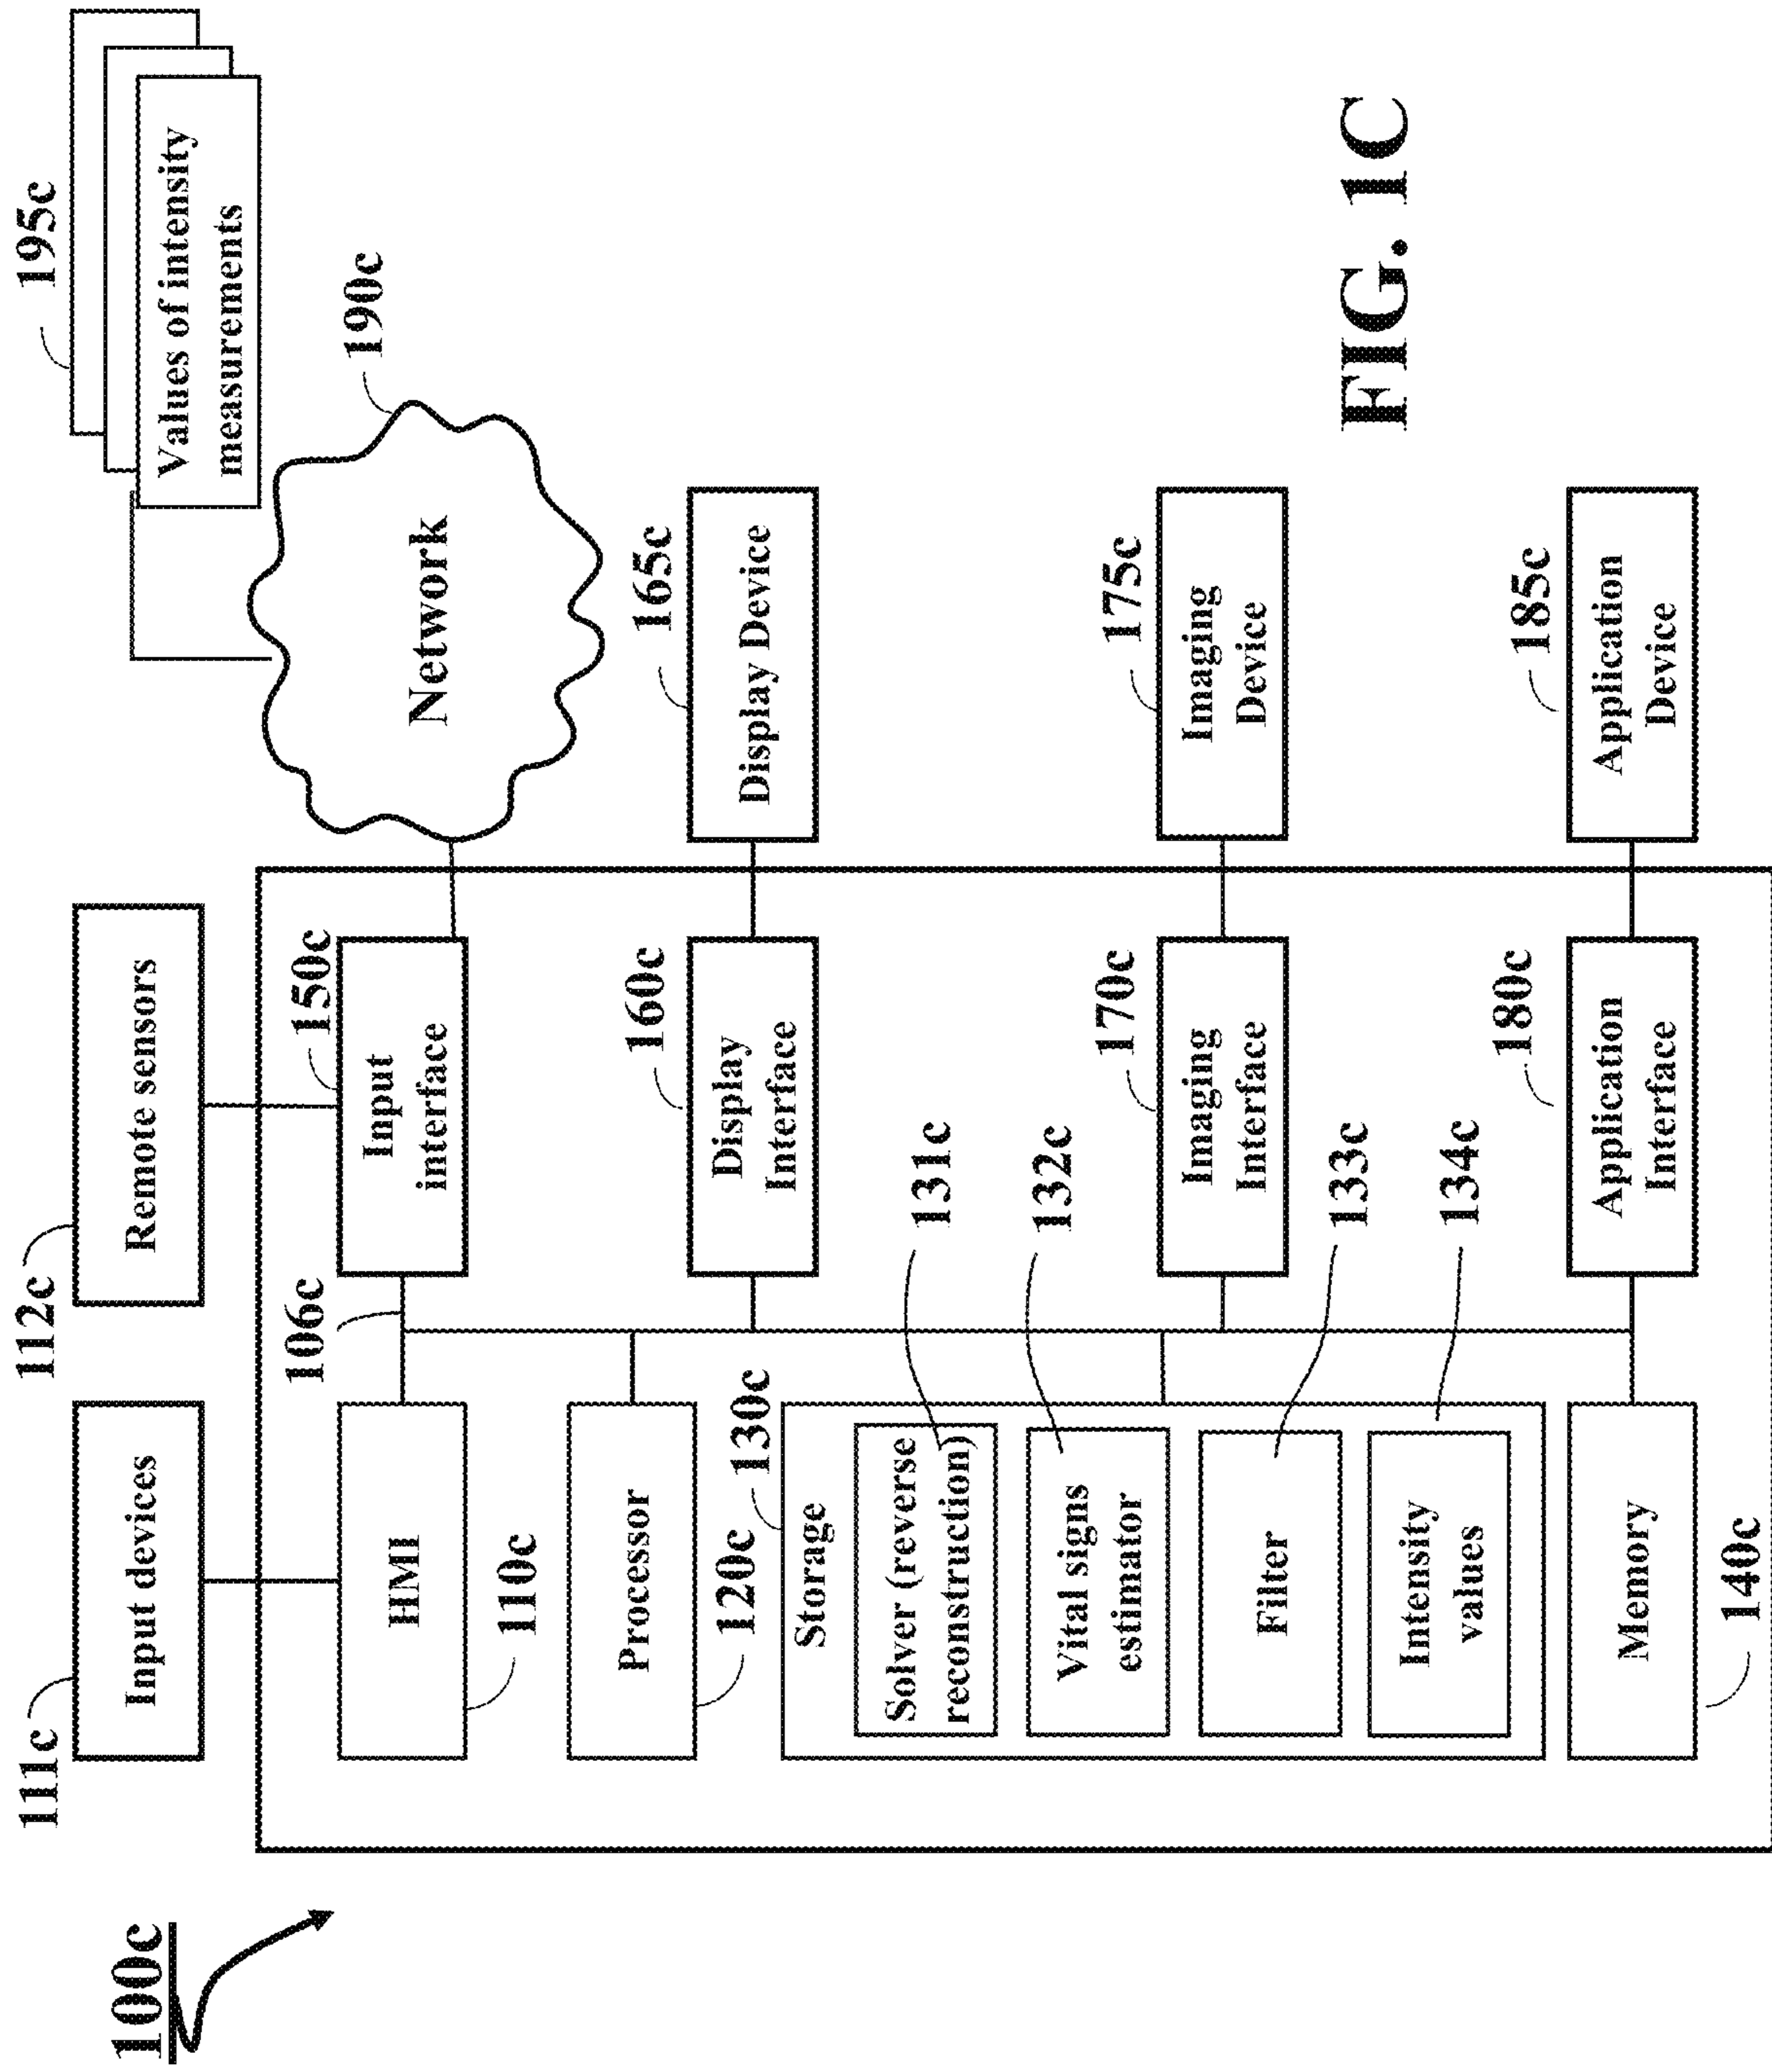 100c
111c
Input devices
112c
Remote sensors
195c
Values of intensity
measurements
HMI
110c
106c
150c
Input
interface
190c
Network
Processor
120c
160c
Display
Interface
165c
Display Device
130c
Storage
Solver (reverse
reconstruction)
131c
Vital signs
estimator
132c
Filter
133c
Intensity
values
134c
170c
Imaging
Interface
175c
Imaging
Device
Memory
140c
180c
Application
Interface
185c
Application
Device
FIG. 1C